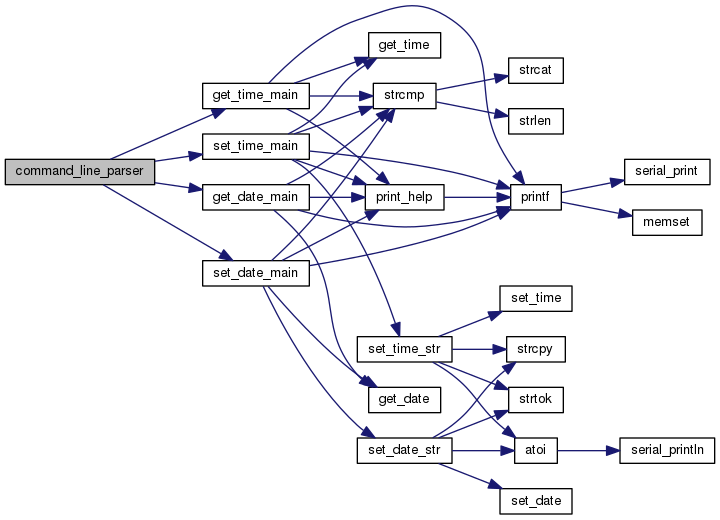 command_line_parser
get_time_main
set_time_main
get_date_main
set_date_main
get_time
strcmp
print_help
set_time_str
get_date
set_date_str
strcat
strlen
printf
set_time
strcpy
strtok
atoi
set_date
serial_print
memset
serial_println